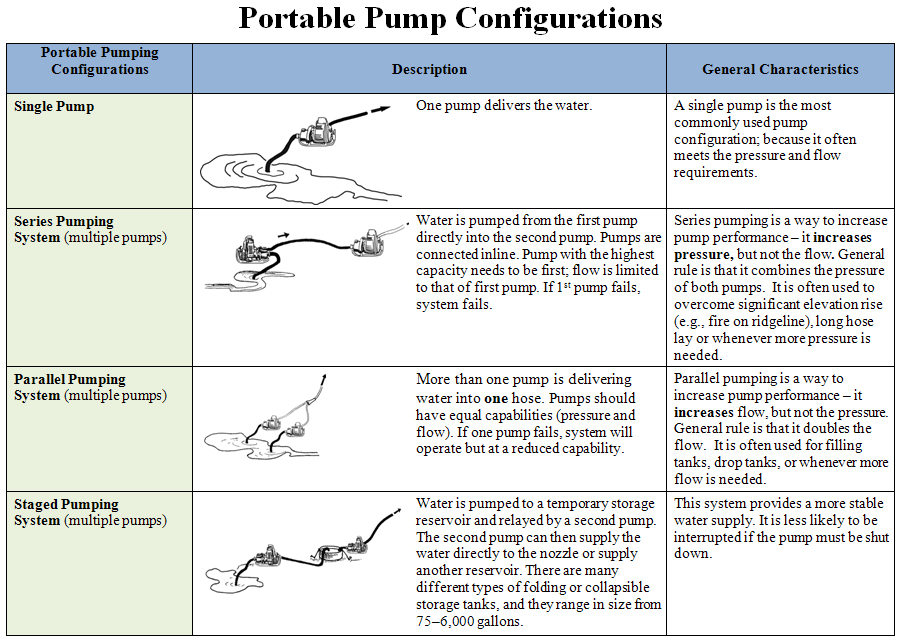 Portable Pump Configurations
Portable Pumping
Configurations
Description
General Characteristics
Single Pump
One pump delivers the water.
A single pump is the most
commonly used pump
configuration; because it often
meets the pressure and flow
requirements.
Series Pumping
System (multiple pumps)
Water is pumped from the first pump
directly into the second pump. Pumps are
connected inline. Pump with the highest
capacity needs to be first; flow is limited
to that of first pump. If 1st pump fails,
system fails.
Series pumping is a way to increase
pump performance – it increases
pressure, but not the flow. General
rule is that it combines the pressure
of both pumps. It is often used to
overcome significant elevation rise
(e.g., fire on ridgeline), long hose
lay or whenever more pressure is
needed.
Parallel Pumping
System (multiple pumps)
More than one pump is delivering
water into one hose. Pumps should
have equal capabilities (pressure and
flow). If one pump fails, system will
operate but at a reduced capability.
Parallel pumping is a way to
increase pump performance – it
increases flow, but not the pressure.
General rule is that it doubles the
flow. It is often used for filling
tanks, drop tanks, or whenever more
flow is needed.
Staged Pumping
System (multiple pumps)
Water is pumped to a temporary storage
reservoir and relayed by a second pump.
The second pump can then supply the
water directly to the nozzle or supply
another reservoir. There are many
different types of folding or collapsible
storage tanks, and they range in size from
75–6,000 gallons.
This system provides a more stable
water supply. It is less likely to be
interrupted if the pump must be shut
down.